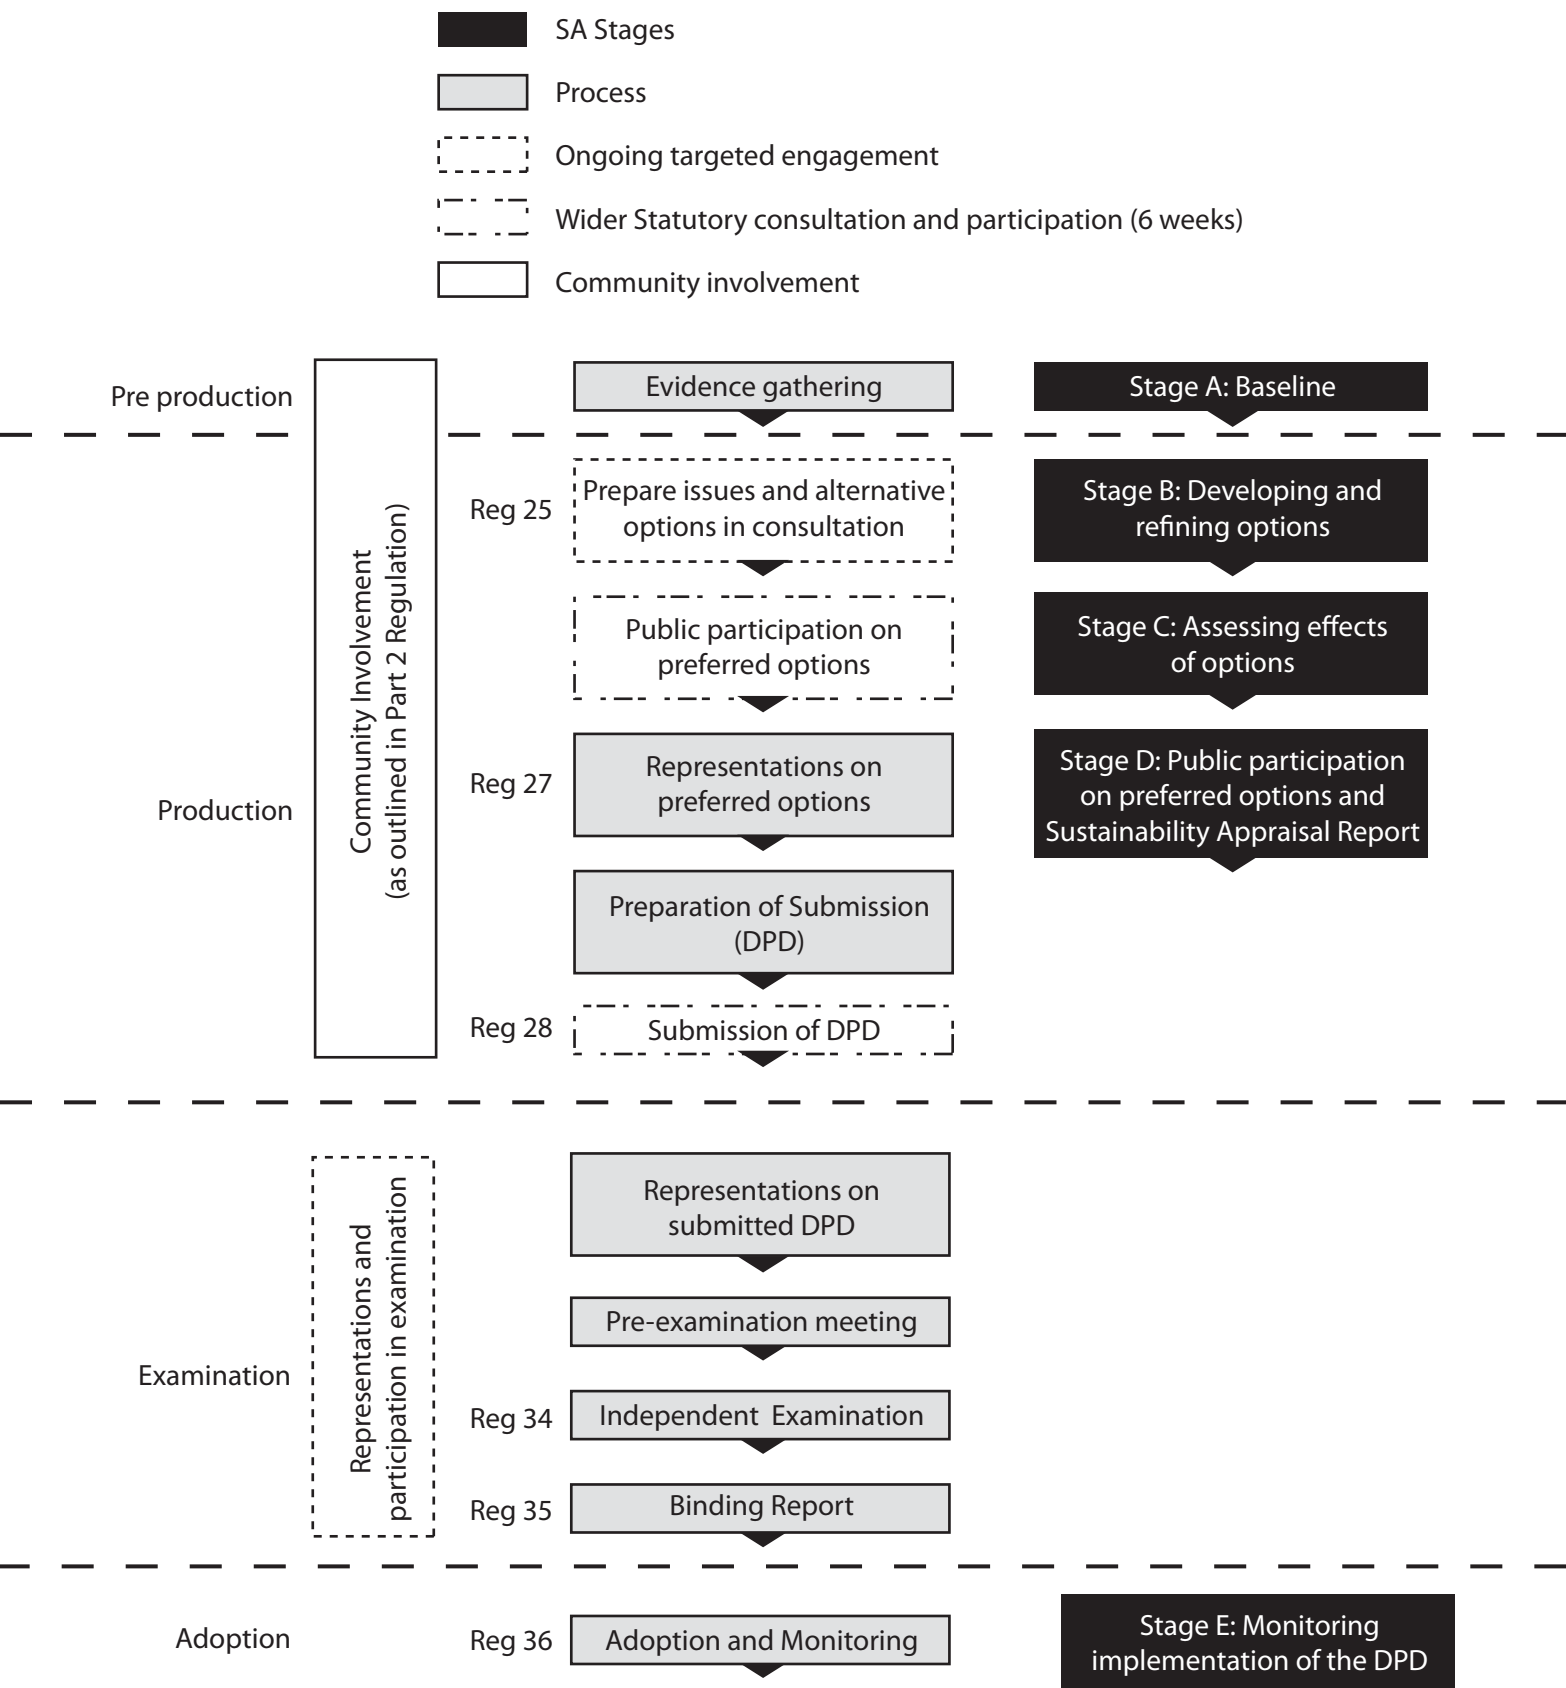 SA Stages
Process
Ongoing targeted engagement
Wider Statutory consultation and participation (6 weeks)
Community involvement
Pre production
Community Involvement
(as outlined in Part 2 Regulation)
Evidence gathering
Stage A: Baseline
Reg 25
Prepare issues and alternative
options in consultation
Stage B: Developing and
refining options
Public participation on
preferred options
Stage C: Assessing effects
of options
Production
Reg 27
Representations on
preferred options
Stage D: Public participation
on preferred options and
Sustainability Appraisal Report
Preparation of Submission
(DPD)
Reg 28
Submission of DPD
Examination
Representations and
participation in examination
Representations on
submitted DPD
Pre-examination meeting
Reg 34
Independent Examination
Reg 35
Binding Report
Adoption
Reg 36
Adoption and Monitoring
Stage E: Monitoring
implementation of the DPD